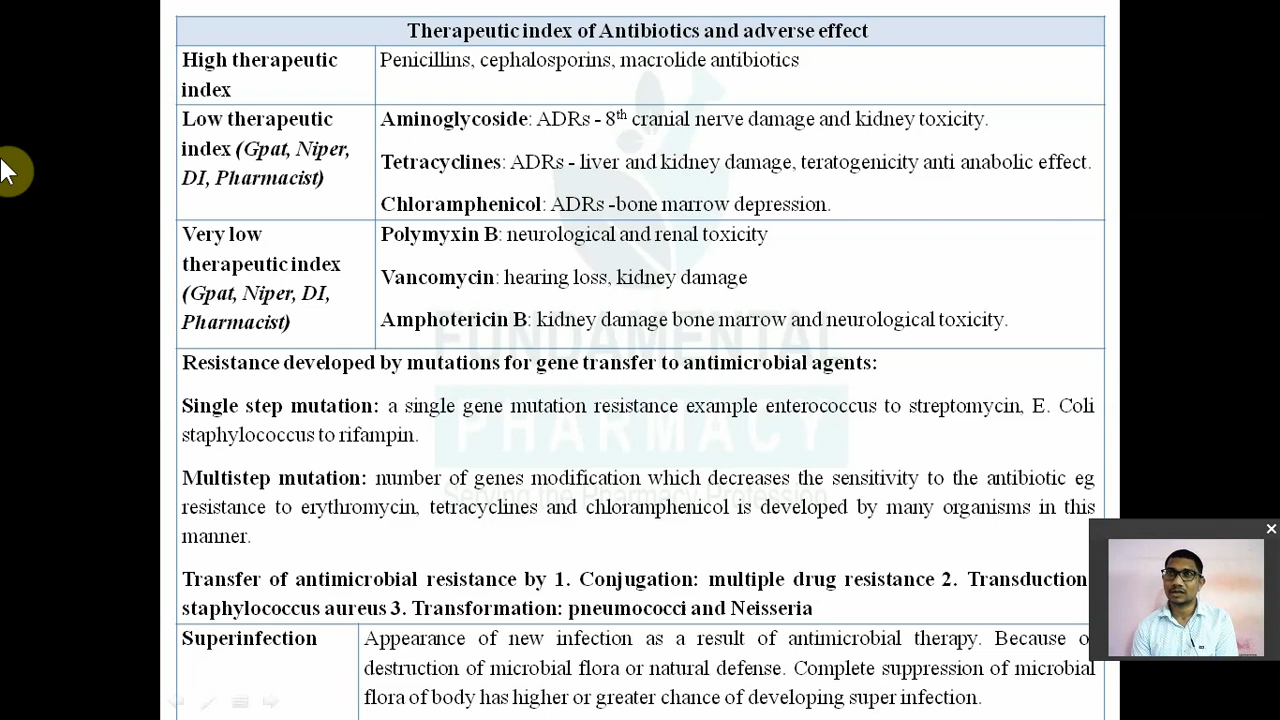 Therapeutic index of Antibiotics and adverse effect
High therapeutic
index
Penicillins, cephalosporins, macrolide antibiotics
Low therapeutic
index (Gpat, Niper,
DI, Pharmacist)
Aminoglycoside: ADRs - 8th cranial nerve damage and kidney toxicity.
Tetracyclines: ADRs - liver and kidney damage, teratogenicity anti anabolic effect.
Chloramphenicol: ADRs -bone marrow depression.
Very low
therapeutic index
(Gpat, Niper, DI,
Pharmacist)
Polymyxin B: neurological and renal toxicity
Vancomycin: hearing loss, kidney damage
Amphotericin B: kidney damage bone marrow and neurological toxicity.
Resistance developed by mutations for gene transfer to antimicrobial agents:
Single step mutation: a single gene mutation resistance example enterococcus to streptomycin, E. Coli
staphylococcus to rifampin.
Multistep mutation: number of genes modification which decreases the sensitivity to the antibiotic eg
resistance to erythromycin, tetracyclines and chloramphenicol is developed by many organisms in this
manner.
Transfer of antimicrobial resistance by 1. Conjugation: multiple drug resistance 2. Transduction
staphylococcus aureus 3. Transformation: pneumococci and Neisseria
Superinfection
Appearance of new infection as a result of antimicrobial therapy. Because
destruction of microbial flora or natural defense. Complete suppression of microbial
flora of body has higher or greater chance of developing super infection.
FUNDAMENTAL
PHARMACY
Serving the Pharmacy Profession